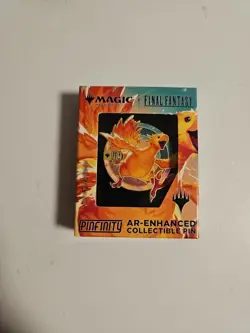 MAGIC
FINAL FANTASY
PINFINITY
AR-ENHANCED
COLLECTIBLE PIN